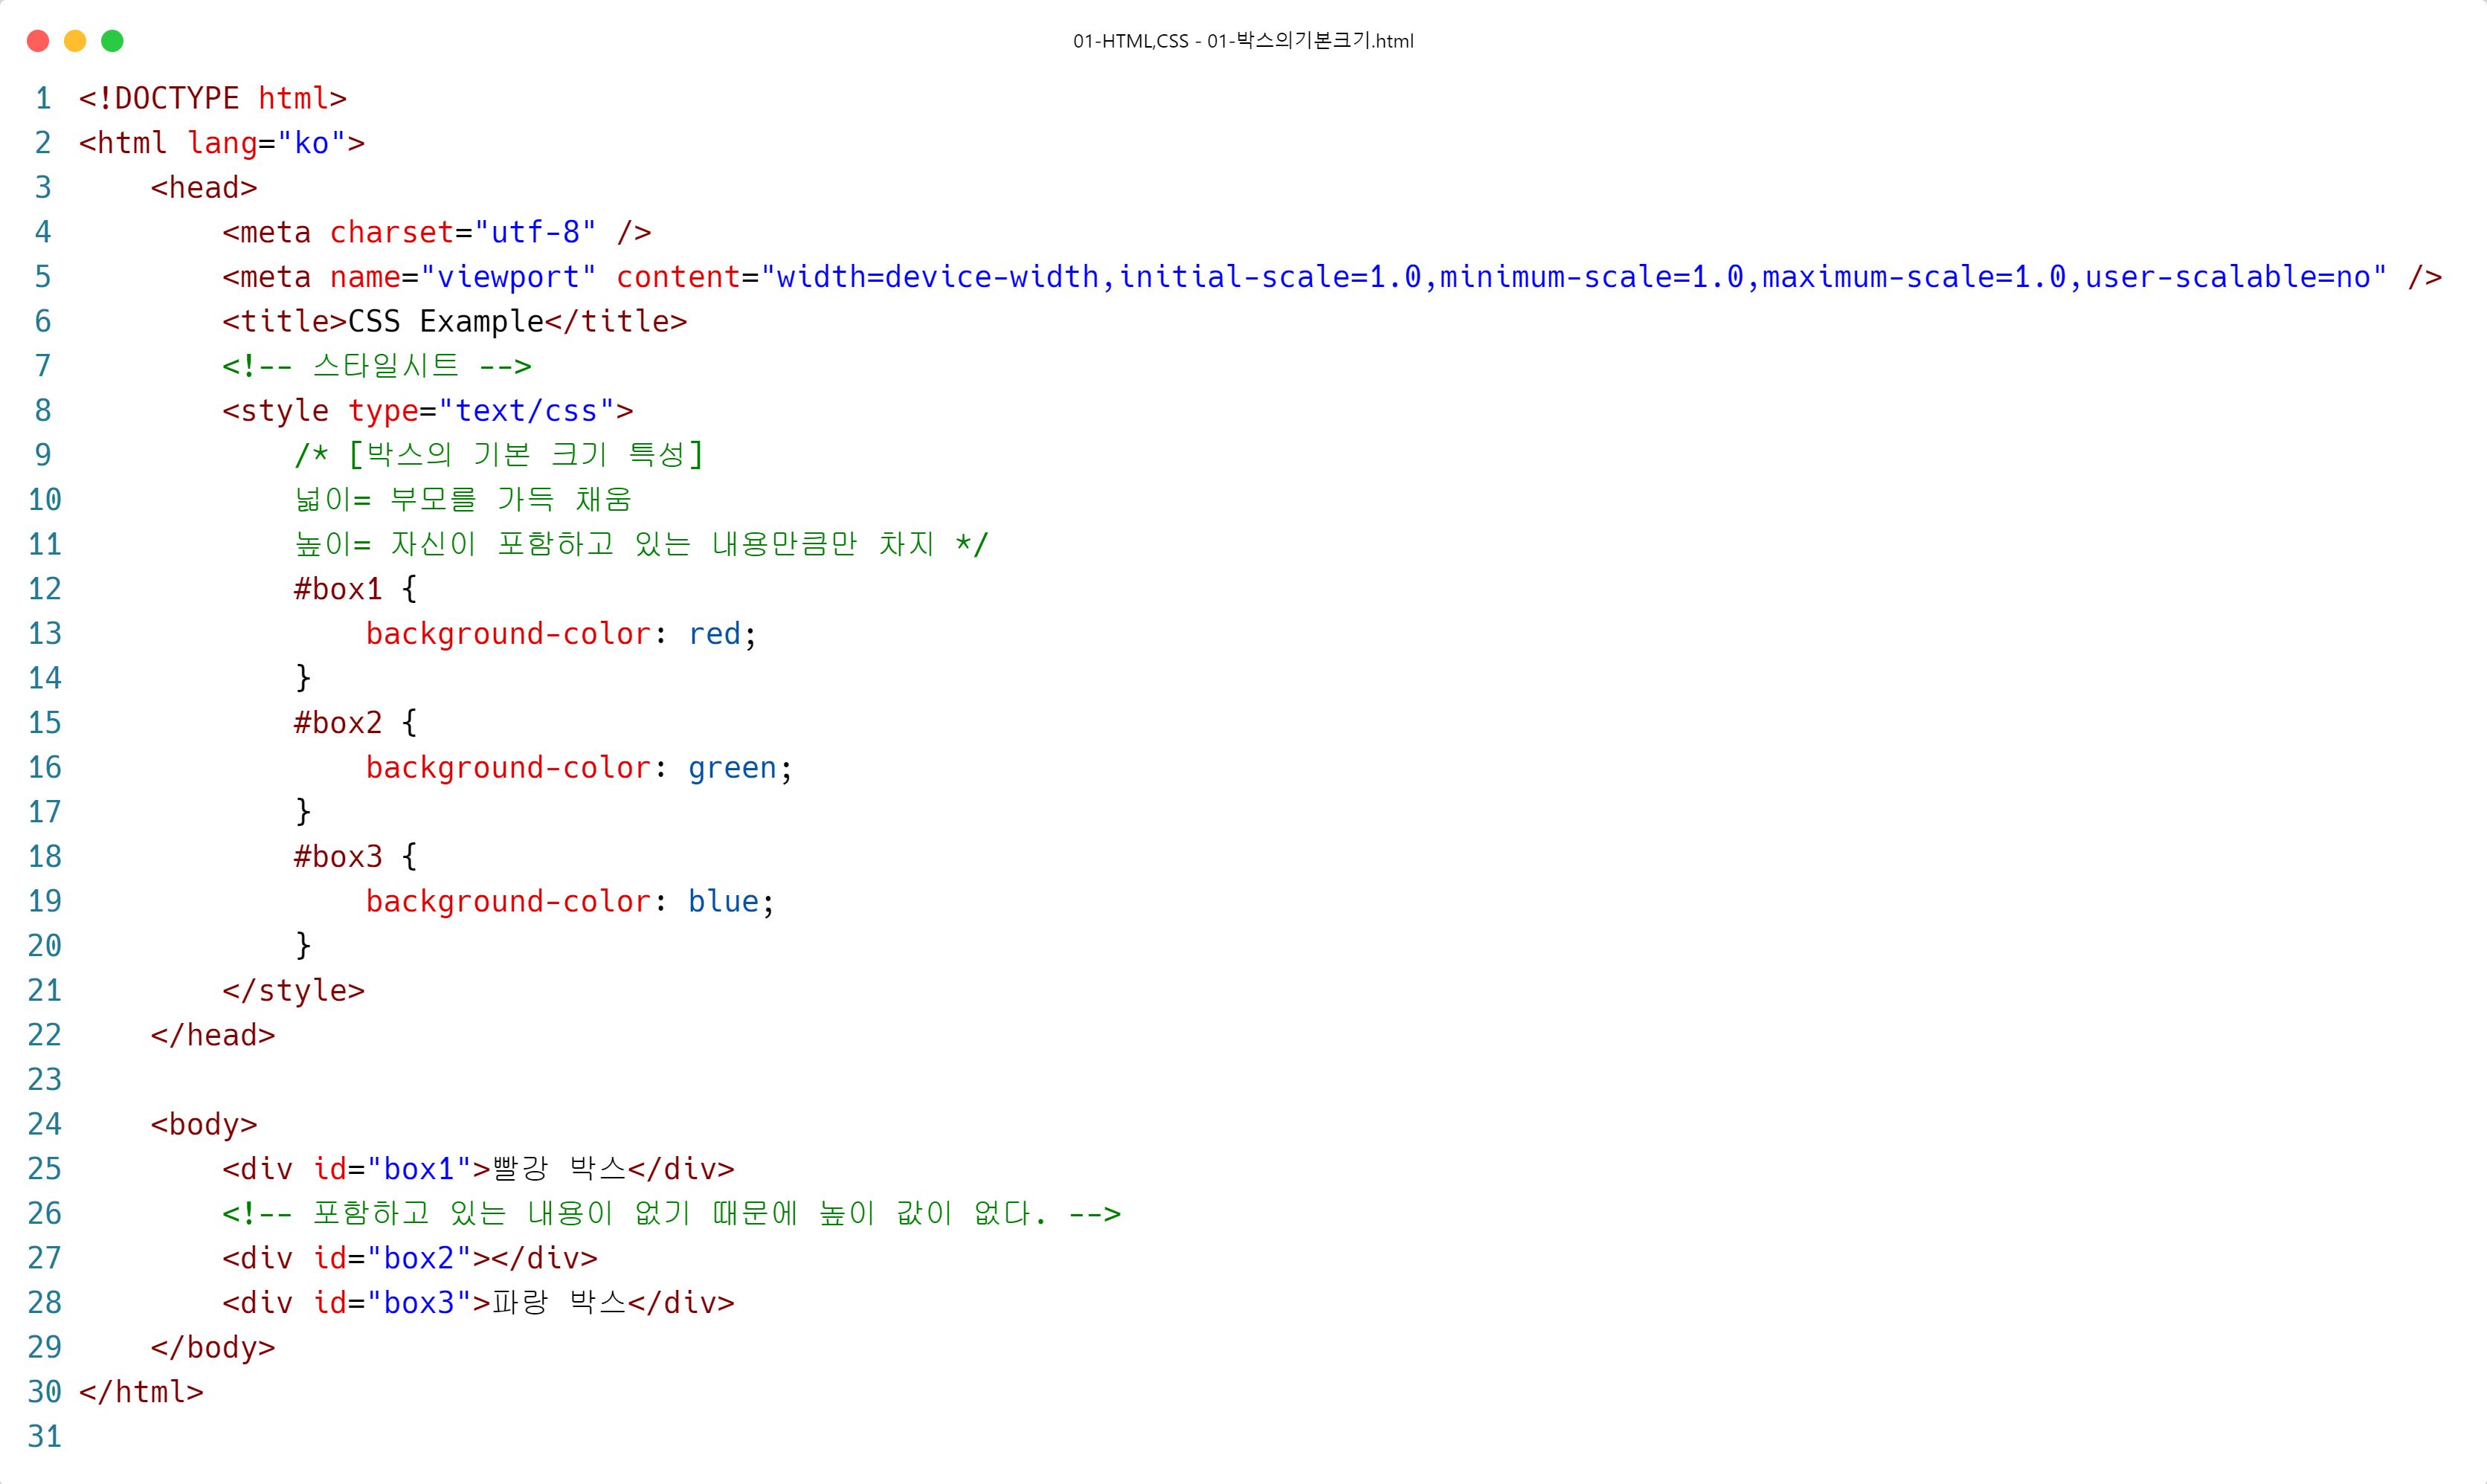 01-HTML,CSS - 01-박스의기본크기.html
1 <!DOCTYPE html>
2 <html lang="ko">
3     <head>
4         <meta charset="utf-8" />
5         <meta name="viewport" content="width=device-width,initial-scale=1.0,minimum-scale=1.0,maximum-scale=1.0,user-scalable=no" />
6         <title>CSS Example</title>
7         <!-- 스타일시트 -->
8         <style type="text/css">
9             /* [박스의 기본 크기 특성]
10             넓이= 부모를 가득 채움
11             높이= 자신이 포함하고 있는 내용만큼만 차지 */
12             #box1 {
13                 background-color: red;
14             }
15             #box2 {
16                 background-color: green;
17             }
18             #box3 {
19                 background-color: blue;
20             }
21         </style>
22     </head>
23
24     <body>
25         <div id="box1">빨강 박스</div>
26         <!-- 포함하고 있는 내용이 없기 때문에 높이 값이 없다. -->
27         <div id="box2"></div>
28         <div id="box3">파랑 박스</div>
29     </body>
30 </html>
31